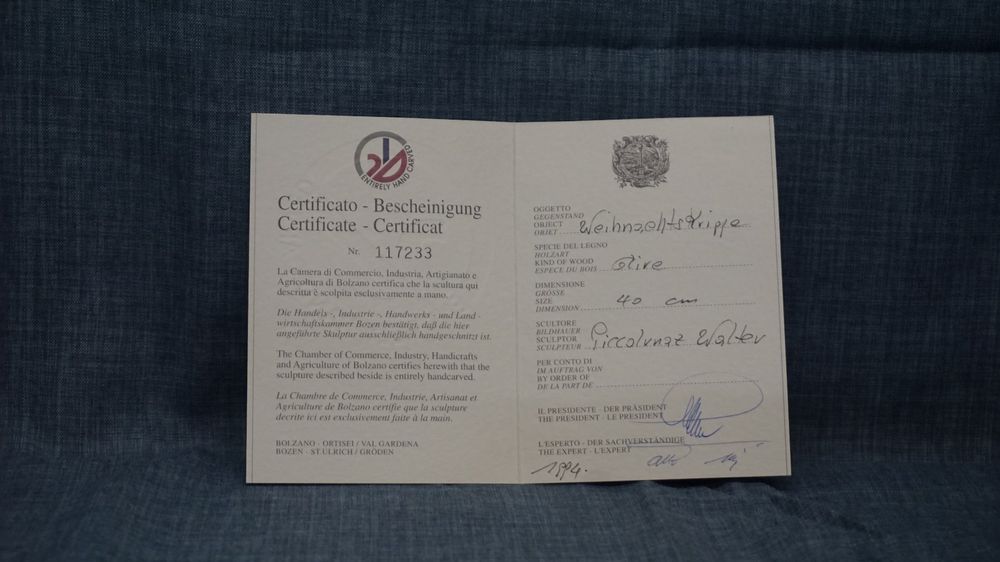 ENTIRELY HAND CARVED
Certificato - Bescheinigung
Certificate - Certificat
Nr. 117233
La Camera di Commercio, Industria, Artigianato e
Agricoltura di Bolzano certifica che la scultura qui
descritta è scolpita esclusivamente a mano.
Die Handels -, Industrie -, Handwerks - und Land -
wirtschaftskammer Bozen bestätigt, daß die hier
angeführte Skulptur ausschließlich handgeschnitzt ist.
The Chamber of Commerce, Industry, Handicrafts
and Agriculture of Bolzano certifies herewith that the
sculpture described beside is entirely handcarved.
La Chambre de Commerce, Industrie, Artisanat et
Agriculture de Bolzano certifie que la sculpture
decrite ici est exclusivement faite à la main.
BOLZANO - ORTISEI / VAL GARDENA
BOZEN - ST.ULRICH / GRÖDEN
OGGETTO
GEGENSTAND
OBJECT
OBJET Weihnachtskrippe
SPECIE DEL LEGNO
HOLZART
KIND OF WOOD
ESPECE DU BOIS Olive
DIMENSIONE
GRÖSSE
SIZE
DIMENSION 40 cm
SCULTORE
BILDHAUER
SCULPTOR
SCULPTEUR Piccolruaz Walter
PER CONTO DI
IM AUFTRAG VON
BY ORDER OF
DE LA PART DE
IL PRESIDENTE - DER PRÄSIDENT
THE PRESIDENT - LE PRESIDENT
L'ESPERTO - DER SACHVERSTÄNDIGE
THE EXPERT - L'EXPERT
1994.